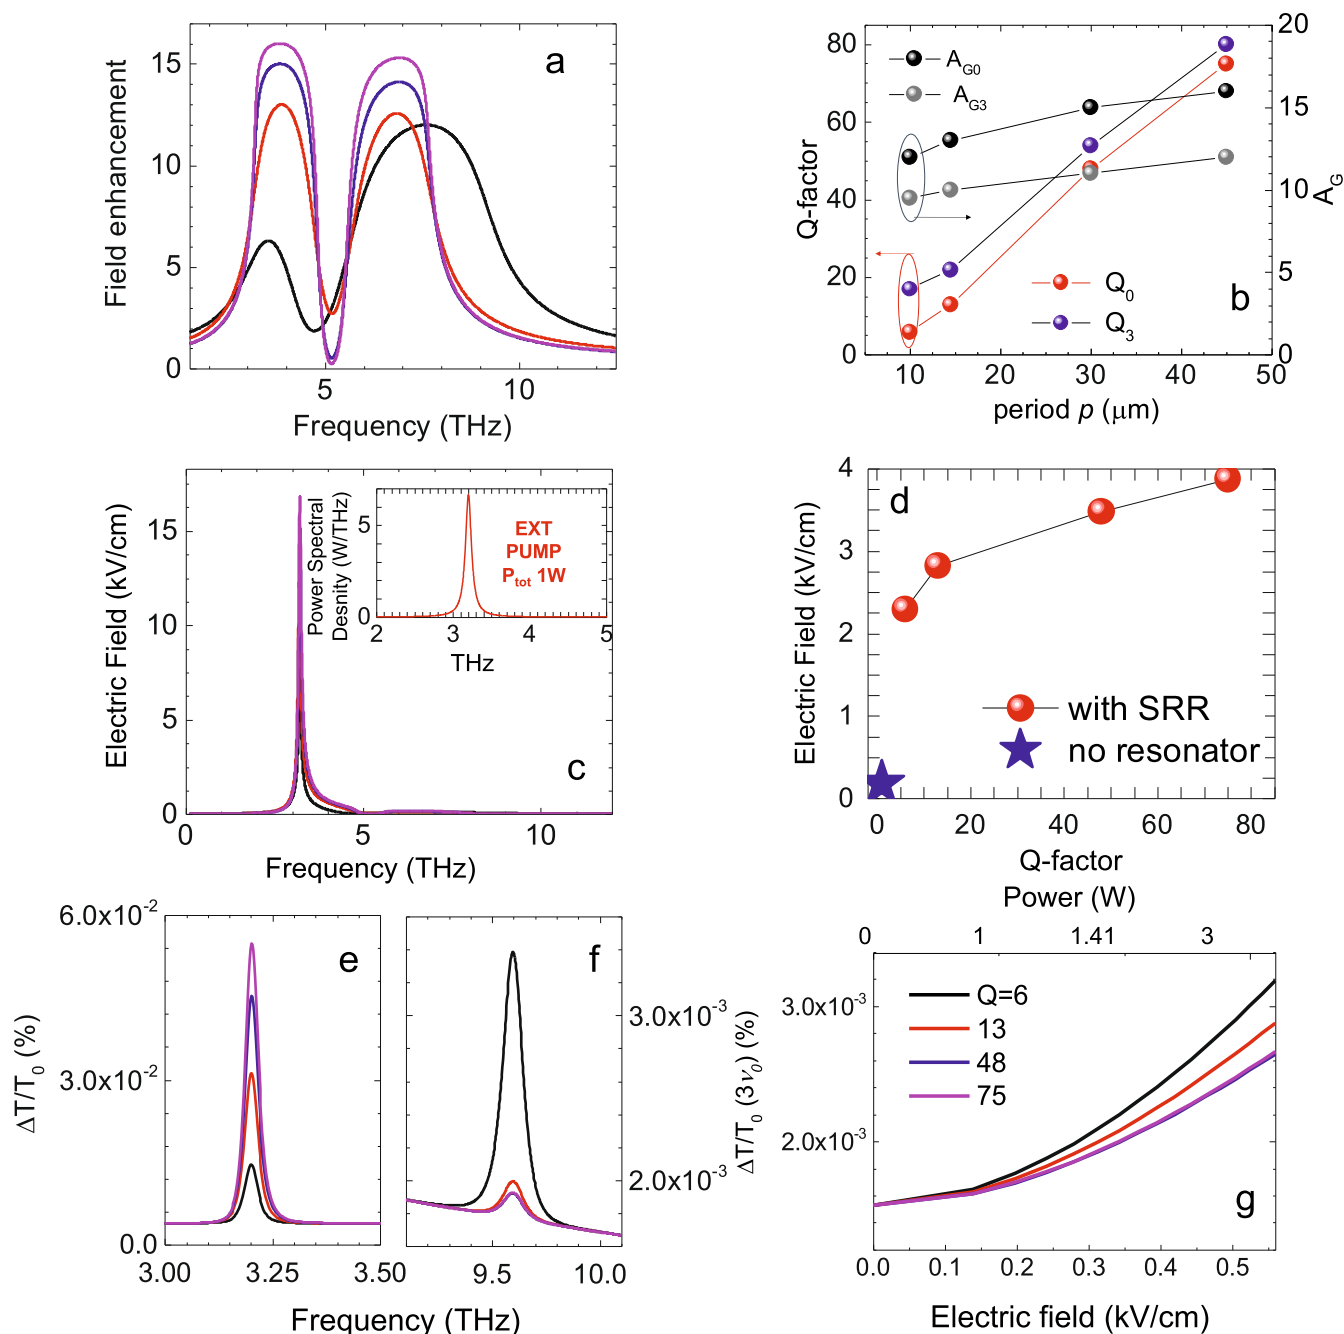 a
Field enhancement
15
10
5
0
5
10
Frequency (THz)
b
Q-factor
80
60
40
20
0
A_G
20
15
10
5
0
A_G0
A_G3
Q_0
Q_3
10
20
30
40
50
period p (μm)
c
Electric Field (kV/cm)
15
10
5
0
0
5
10
Frequency (THz)
Power Spectral
Desnity (W/THz)
5
0
EXT
PUMP
P_tot 1W
2
3
4
5
THz
d
Electric Field (kV/cm)
4
3
2
1
0
with SRR
no resonator
0
20
40
60
80
Q-factor
e
ΔT/T_0 (%)
6.0x10^-2
3.0x10^-2
0.0
3.00
3.25
3.50
Frequency (THz)
f
3.0x10^-3
2.0x10^-3
9.5
10.0
Frequency (THz)
Power (W)
0
1
1.41
3
ΔT/T_0 (3ν_0) (%)
3.0x10^-3
2.0x10^-3
Q=6
13
48
75
g
0.0
0.1
0.2
0.3
0.4
0.5
Electric field (kV/cm)